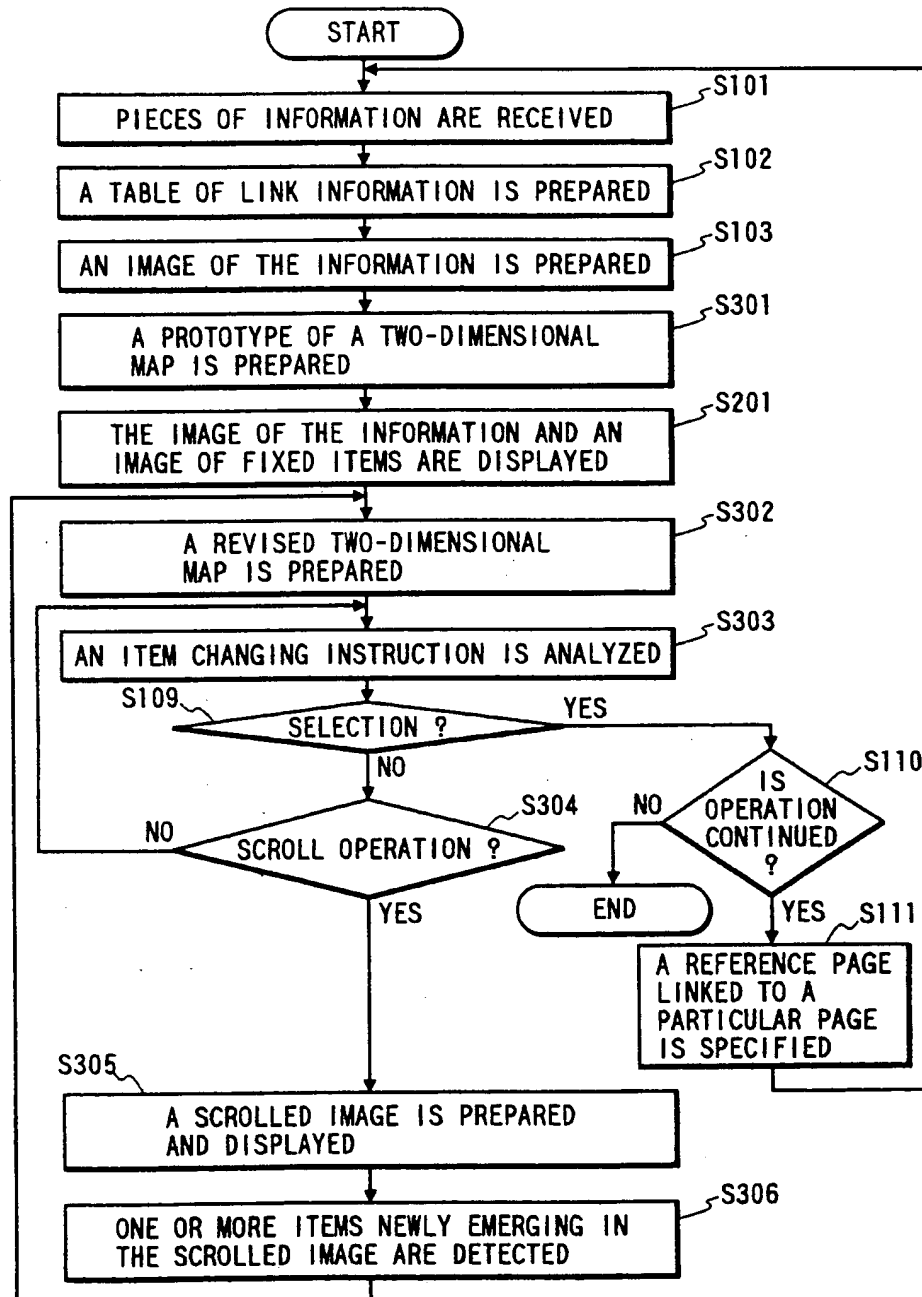 START
S101
PIECES OF INFORMATION ARE RECEIVED
S102
A TABLE OF LINK INFORMATION IS PREPARED
S103
AN IMAGE OF THE INFORMATION IS PREPARED
S301
A PROTOTYPE OF A TWO-DIMENSIONAL
MAP IS PREPARED
S201
THE IMAGE OF THE INFORMATION AND AN
IMAGE OF FIXED ITEMS ARE DISPLAYED
S302
A REVISED TWO-DIMENSIONAL
MAP IS PREPARED
S303
AN ITEM CHANGING INSTRUCTION IS ANALYZED
S109
SELECTION ?
YES
NO
S110
IS
OPERATION
CONTINUED
?
NO
YES
END
S304
SCROLL OPERATION ?
NO
YES
S111
A REFERENCE PAGE
LINKED TO A
PARTICULAR PAGE
IS SPECIFIED
S305
A SCROLLED IMAGE IS PREPARED
AND DISPLAYED
S306
ONE OR MORE ITEMS NEWLY EMERGING IN
THE SCROLLED IMAGE ARE DETECTED